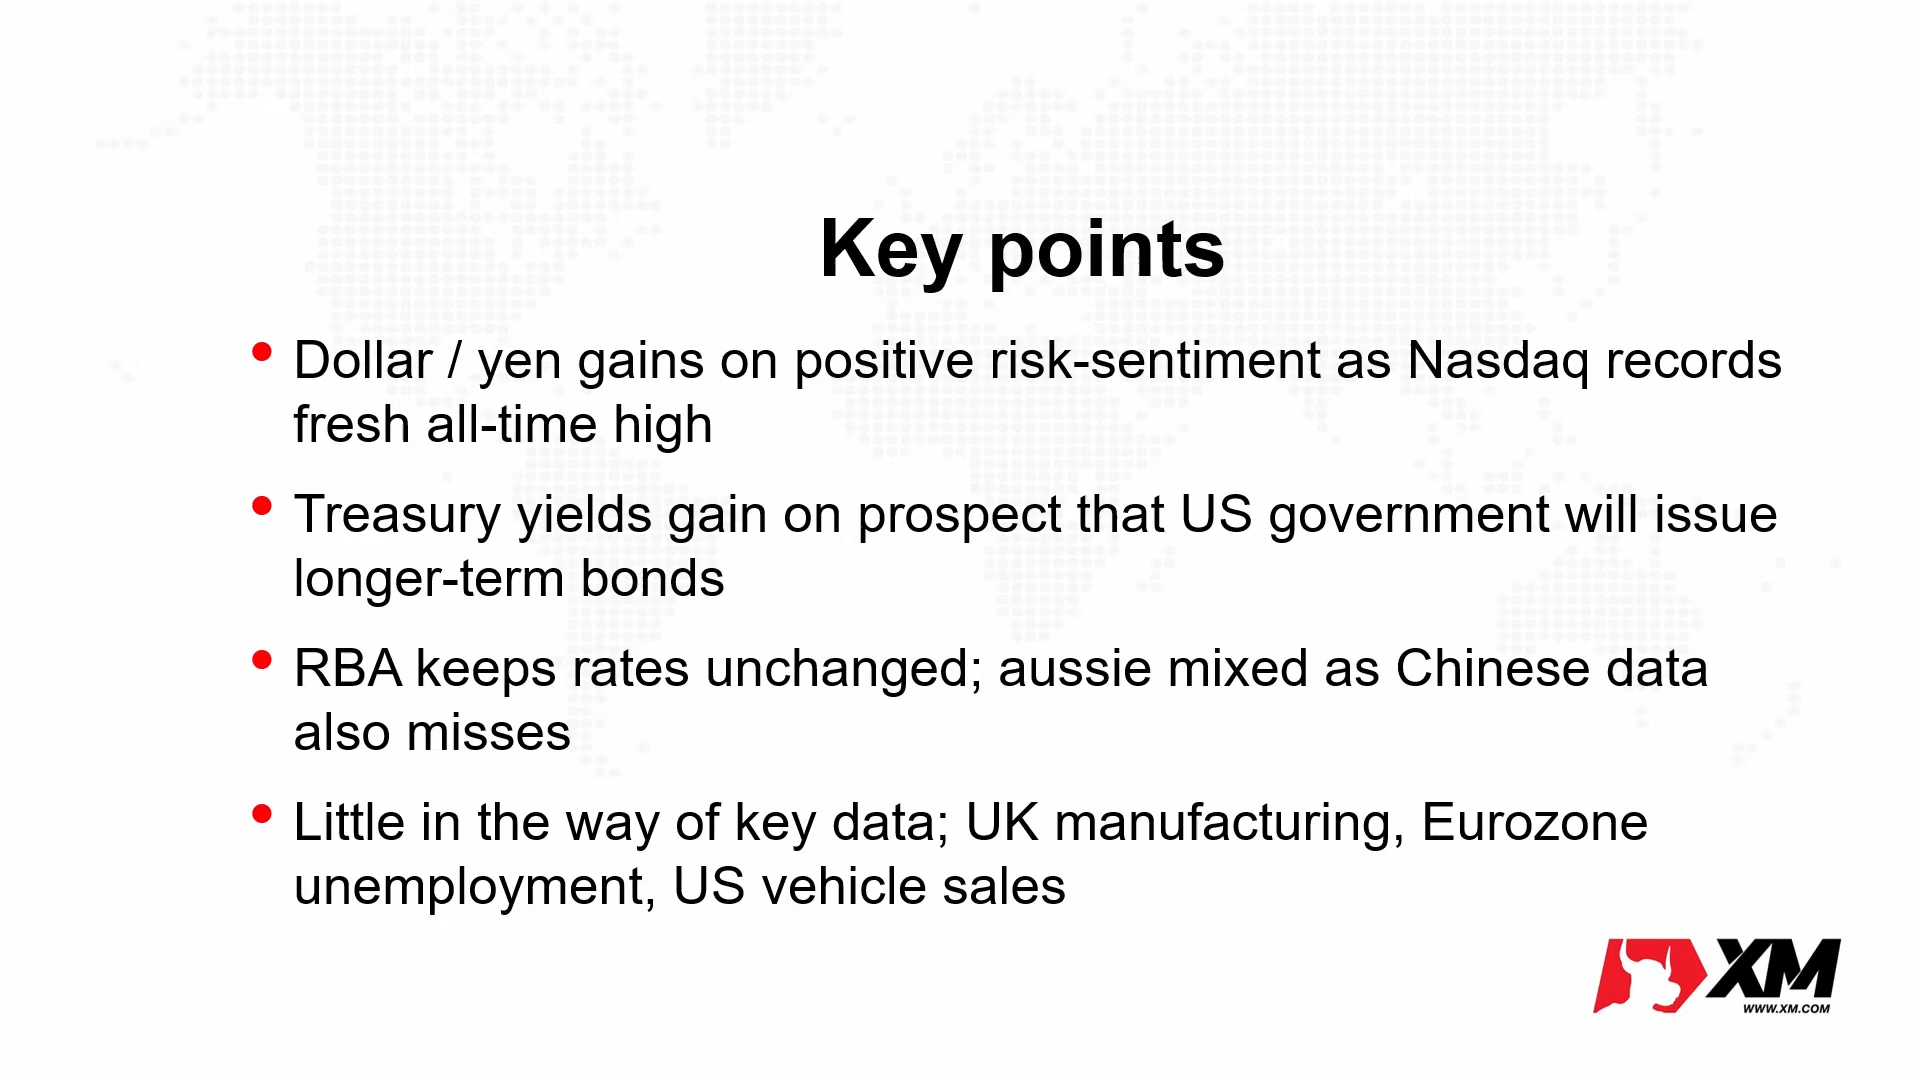 Key points
• Dollar / yen gains on positive risk-sentiment as Nasdaq records
fresh all-time high
• Treasury yields gain on prospect that US government will issue
longer-term bonds
• RBA keeps rates unchanged; aussie mixed as Chinese data
also misses
• Little in the way of key data; UK manufacturing, Eurozone
unemployment, US vehicle sales
XM
WWW.XM.COM